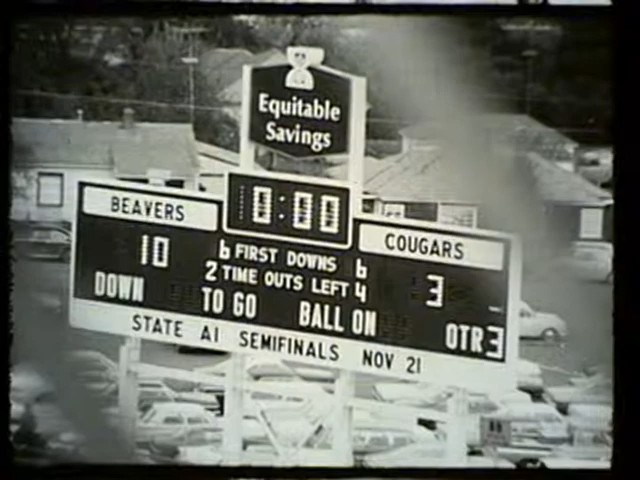 Equitable
Savings
0:00
BEAVERS
COUGARS
10
6 FIRST DOWNS 6
3
2 TIME OUTS LEFT 4
DOWN TO GO BALL ON QTR 3
STATE A1 SEMIFINALS NOV 21